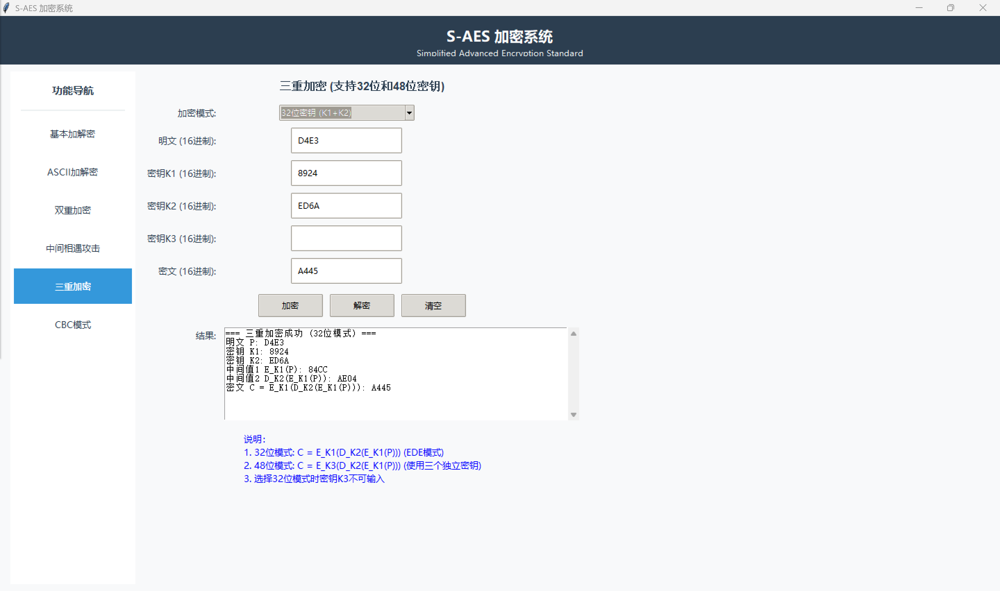 S-AES 加密系统
S-AES 加密系统
Simplified Advanced Encryption Standard
功能导航
基本加解密
ASCII加解密
双重加密
中间相遇攻击
三重加密
CBC模式
三重加密 (支持32位和48位密钥)
加密模式:
32位密钥 (K1+K2)
明文 (16进制):
D4E3
密钥K1 (16进制):
8924
密钥K2 (16进制):
ED6A
密钥K3 (16进制):
密文 (16进制):
A445
加密
解密
清空
结果:
=== 三重加密成功 (32位模式) ===
明文 P: D4E3
密钥 K1: 8924
密钥 K2: ED6A
中间值1 E_K1(P): 84CC
中间值2 D_K2(E_K1(P)): AE04
密文 C = E_K1(D_K2(E_K1(P))): A445
说明:
1. 32位模式: C = E_K1(D_K2(E_K1(P))) (EDE模式)
2. 48位模式: C = E_K3(D_K2(E_K1(P))) (使用三个独立密钥)
3. 选择32位模式时密钥K3不可输入